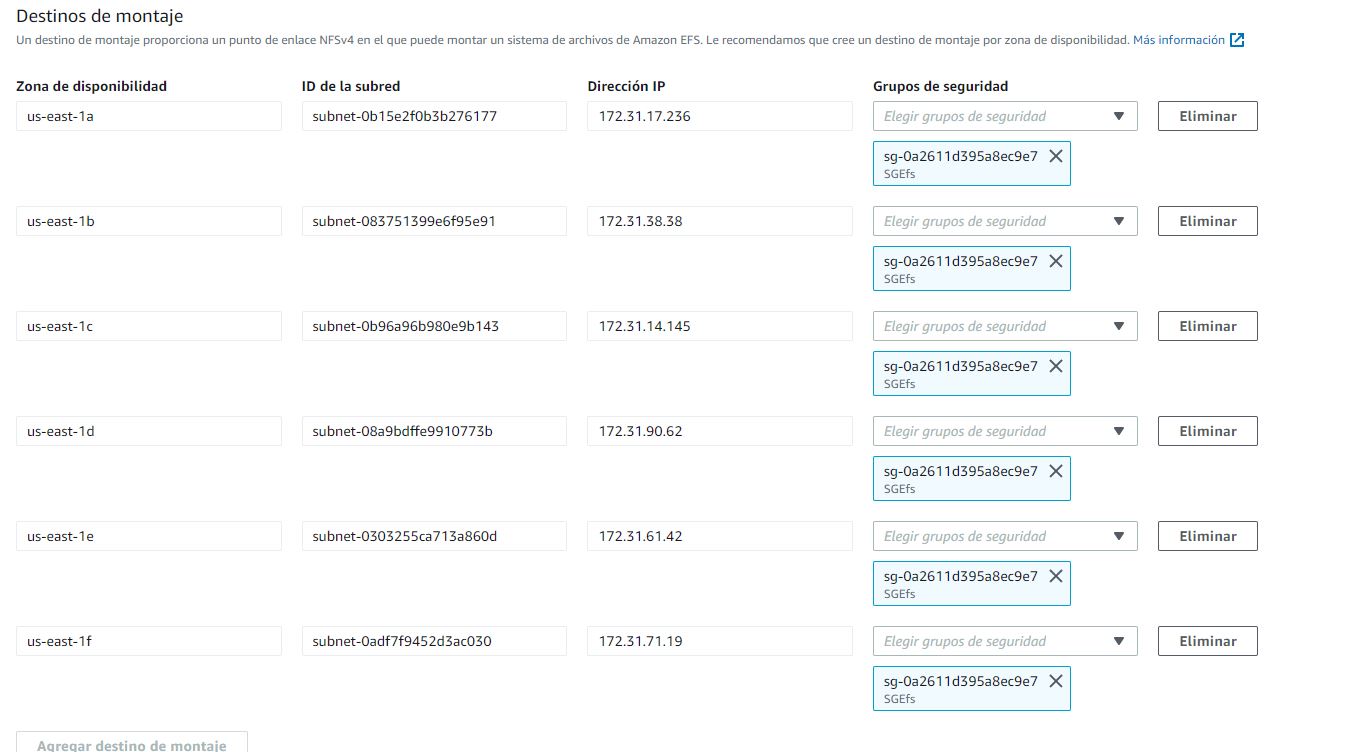 Destinos de montaje
Un destino de montaje proporciona un punto de enlace NFSv4 en el que puede montar un sistema de archivos de Amazon EFS. Le recomendamos que cree un destino de montaje por zona de disponibilidad. Más información
Zona de disponibilidad ID de la subred Dirección IP Grupos de seguridad
us-east-1a subnet-0b15e2f0b3b276177 172.31.17.236 Elegir grupos de seguridad Eliminar
sg-0a2611d395a8ec9e7
SGEfs
us-east-1b subnet-083751399e6f95e91 172.31.38.38 Elegir grupos de seguridad Eliminar
sg-0a2611d395a8ec9e7
SGEfs
us-east-1c subnet-0b96a96b980e9b143 172.31.14.145 Elegir grupos de seguridad Eliminar
sg-0a2611d395a8ec9e7
SGEfs
us-east-1d subnet-08a9bdffe9910773b 172.31.90.62 Elegir grupos de seguridad Eliminar
sg-0a2611d395a8ec9e7
SGEfs
us-east-1e subnet-0303255ca713a860d 172.31.61.42 Elegir grupos de seguridad Eliminar
sg-0a2611d395a8ec9e7
SGEfs
us-east-1f subnet-0adf7f9452d3ac030 172.31.71.19 Elegir grupos de seguridad Eliminar
sg-0a2611d395a8ec9e7
SGEfs
Agregar destino de montaje